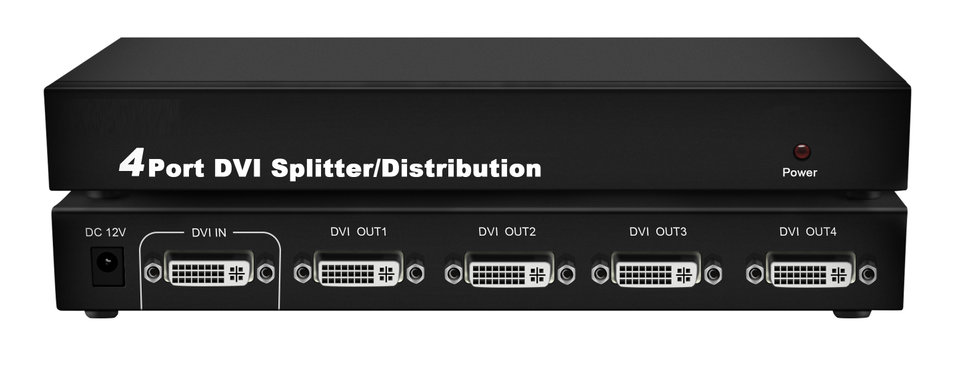 4Port DVI Splitter/Distribution
Power
DC 12V
DVI IN
DVI OUT1
DVI OUT2
DVI OUT3
DVI OUT4